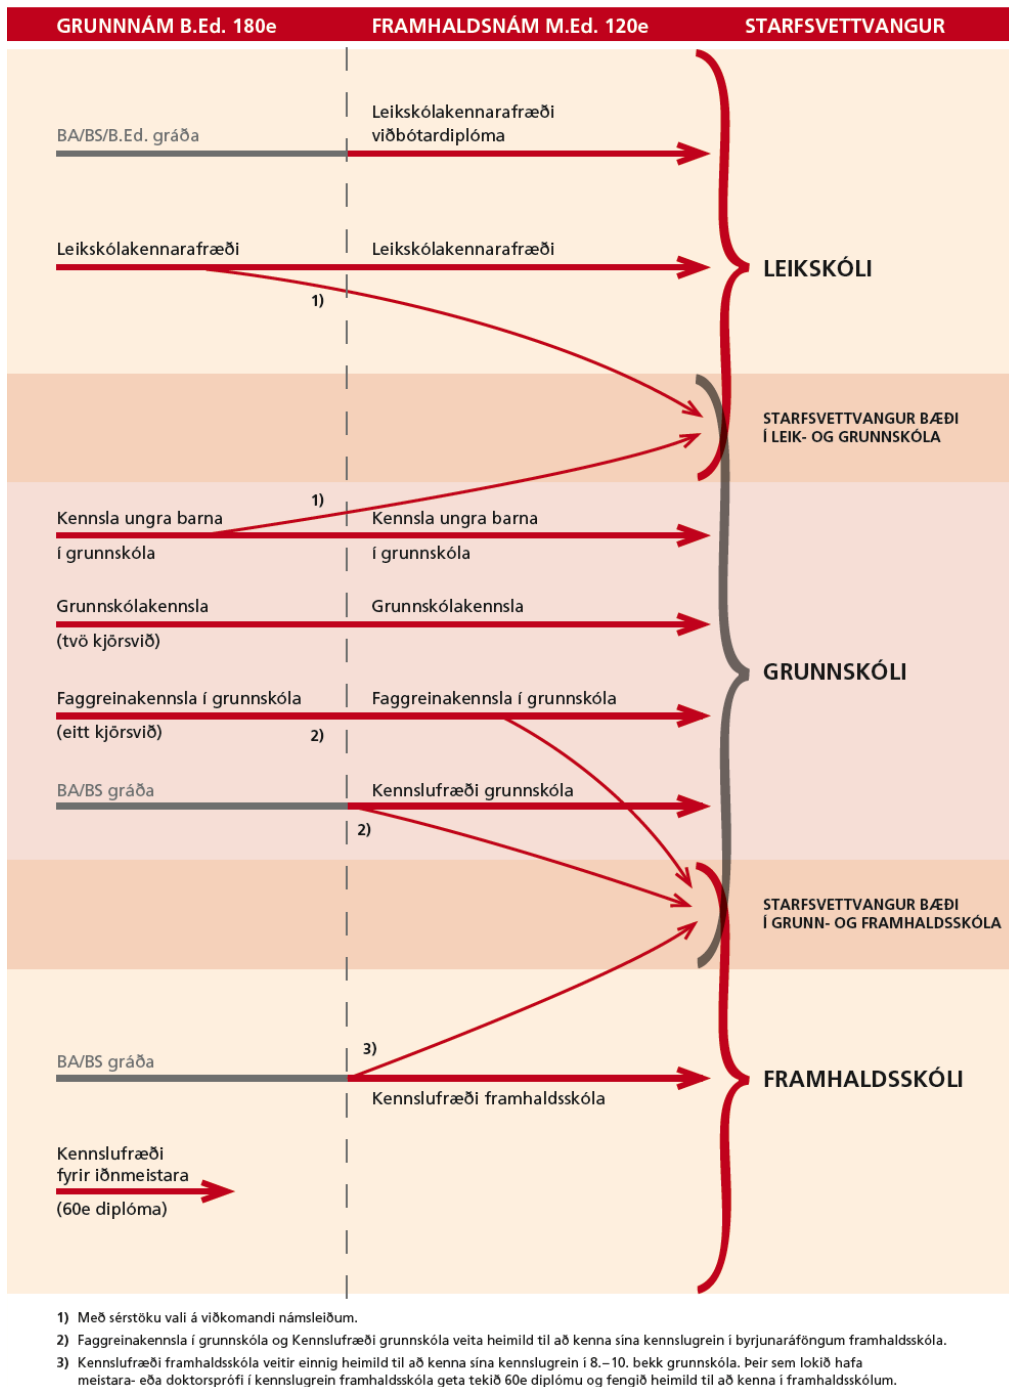 GRUNNNÁM B.Ed. 180e
FRAMHALDSNÁM M.Ed. 120e
STARFSVETTVANGUR
BA/BS/B.Ed. gráða
Leikskólakennarafræði
viðbótardiplóma
Leikskólakennarafræði
Leikskólakennarafræði
1)
LEIKSKÓLI
STARFSVETTVANGUR BÆÐI
Í LEIK- OG GRUNNSKÓLA
1)
Kennsla ungra barna
í grunnskóla
Kennsla ungra barna
í grunnskóla
Grunnskólakennsla
(tvö kjörsvið)
Grunnskólakennsla
GRUNNSKÓLI
Faggreinakennsla í grunnskóla
(eitt kjörsvið)
2)
Faggreinakennsla í grunnskóla
BA/BS gráða
Kennslufræði grunnskóla
2)
STARFSVETTVANGUR BÆÐI
Í GRUNN- OG FRAMHALDSSKÓLA
BA/BS gráða
3)
Kennslufræði framhaldsskóla
FRAMHALDSSKÓLI
Kennslufræði
fyrir iðnmeistara
(60e diplóma)
1) Með sérstöku vali á viðkomandi námsleiðum.
2) Faggreinakennsla í grunnskóla og Kennslufræði grunnskóla veita heimild til að kenna sína kennslugrein í byrjunaráföngum framhaldsskóla.
3) Kennslufræði framhaldsskóla veitir einnig heimild til að kenna sína kennslugrein í 8.–10. bekk grunnskóla. Þeir sem lokið hafa
meistara- eða doktorsprófi í kennslugrein framhaldsskóla geta tekið 60e diplómu og fengið heimild til að kenna í framhaldsskólum.